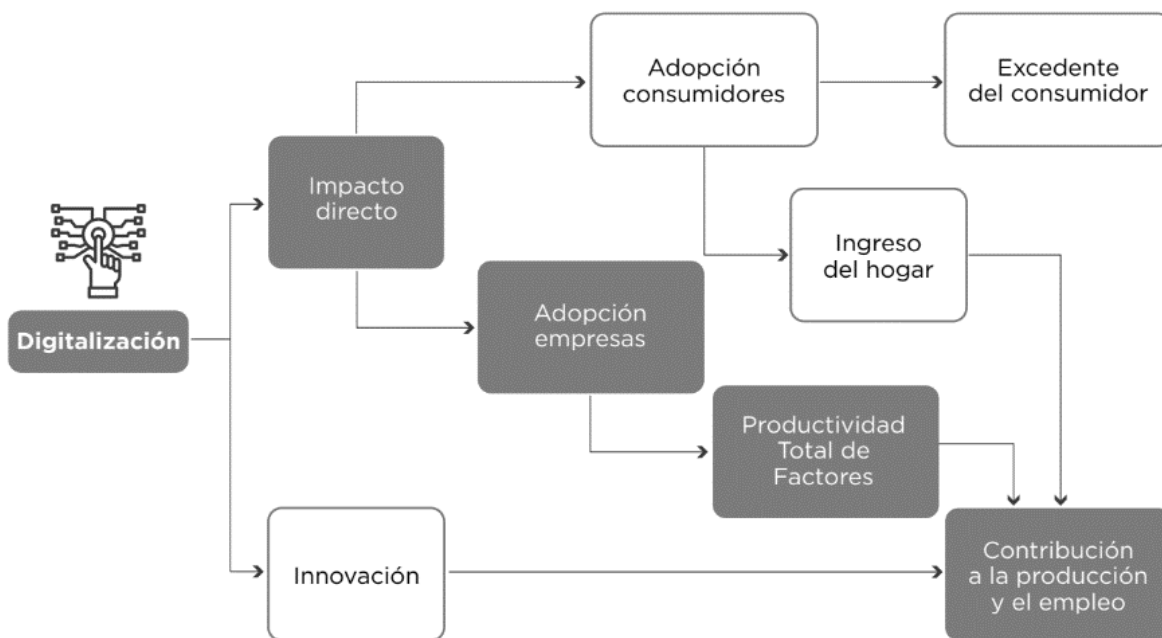 Adopción
consumidores
Excedente
del consumidor
Impacto
directo
Ingreso
del hogar
Adopción
empresas
Digitalización
Productividad
Total de
Factores
Innovación
Contribución
a la producción
y el empleo